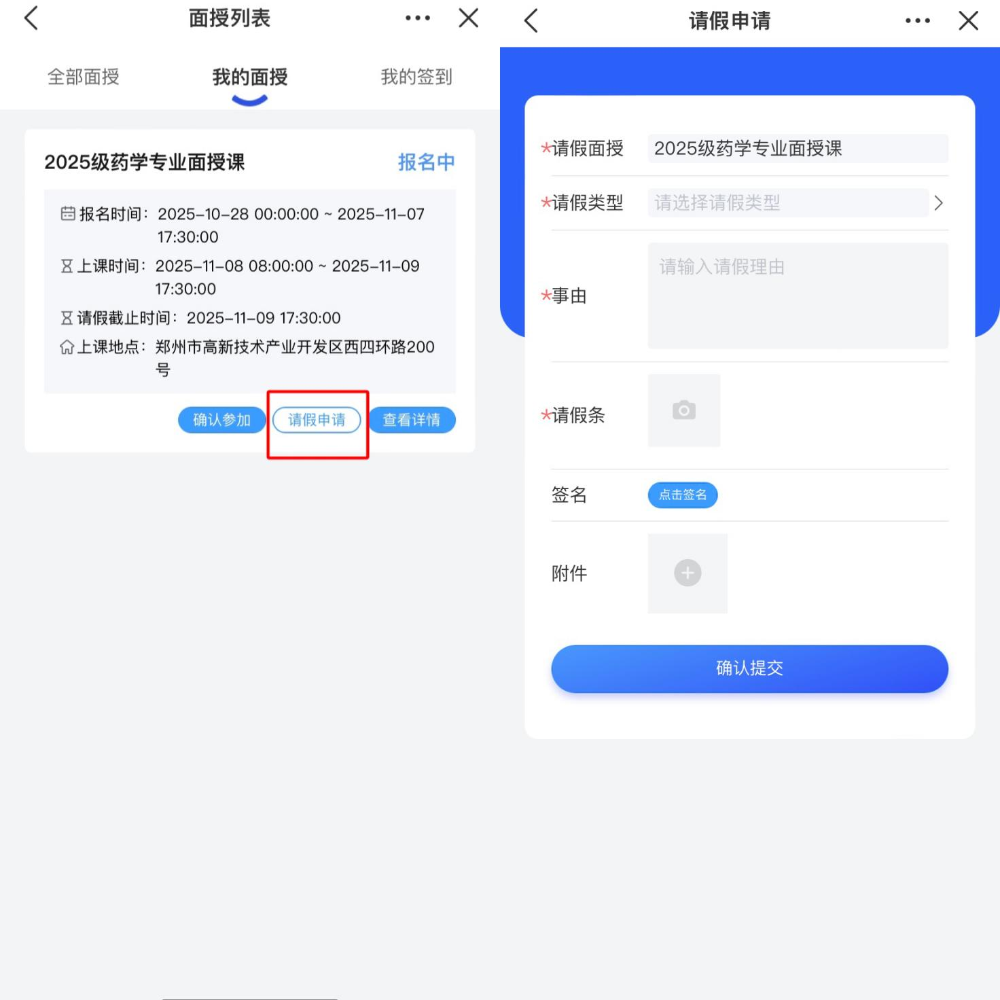 面授列表
全部面授
我的面授
我的签到
2025级药学专业面授课
报名中
报名时间：2025-10-28 00:00:00 ~ 2025-11-07
17:30:00
上课时间：2025-11-08 08:00:00 ~ 2025-11-09
17:30:00
请假截止时间：2025-11-09 17:30:00
上课地点：郑州市高新技术产业开发区西四环路200
号
确认参加
请假申请
查看详情
请假申请
*请假面授 2025级药学专业面授课
*请假类型 请选择请假类型
请输入请假理由
*事由
*请假条
签名 点击签名
附件
确认提交